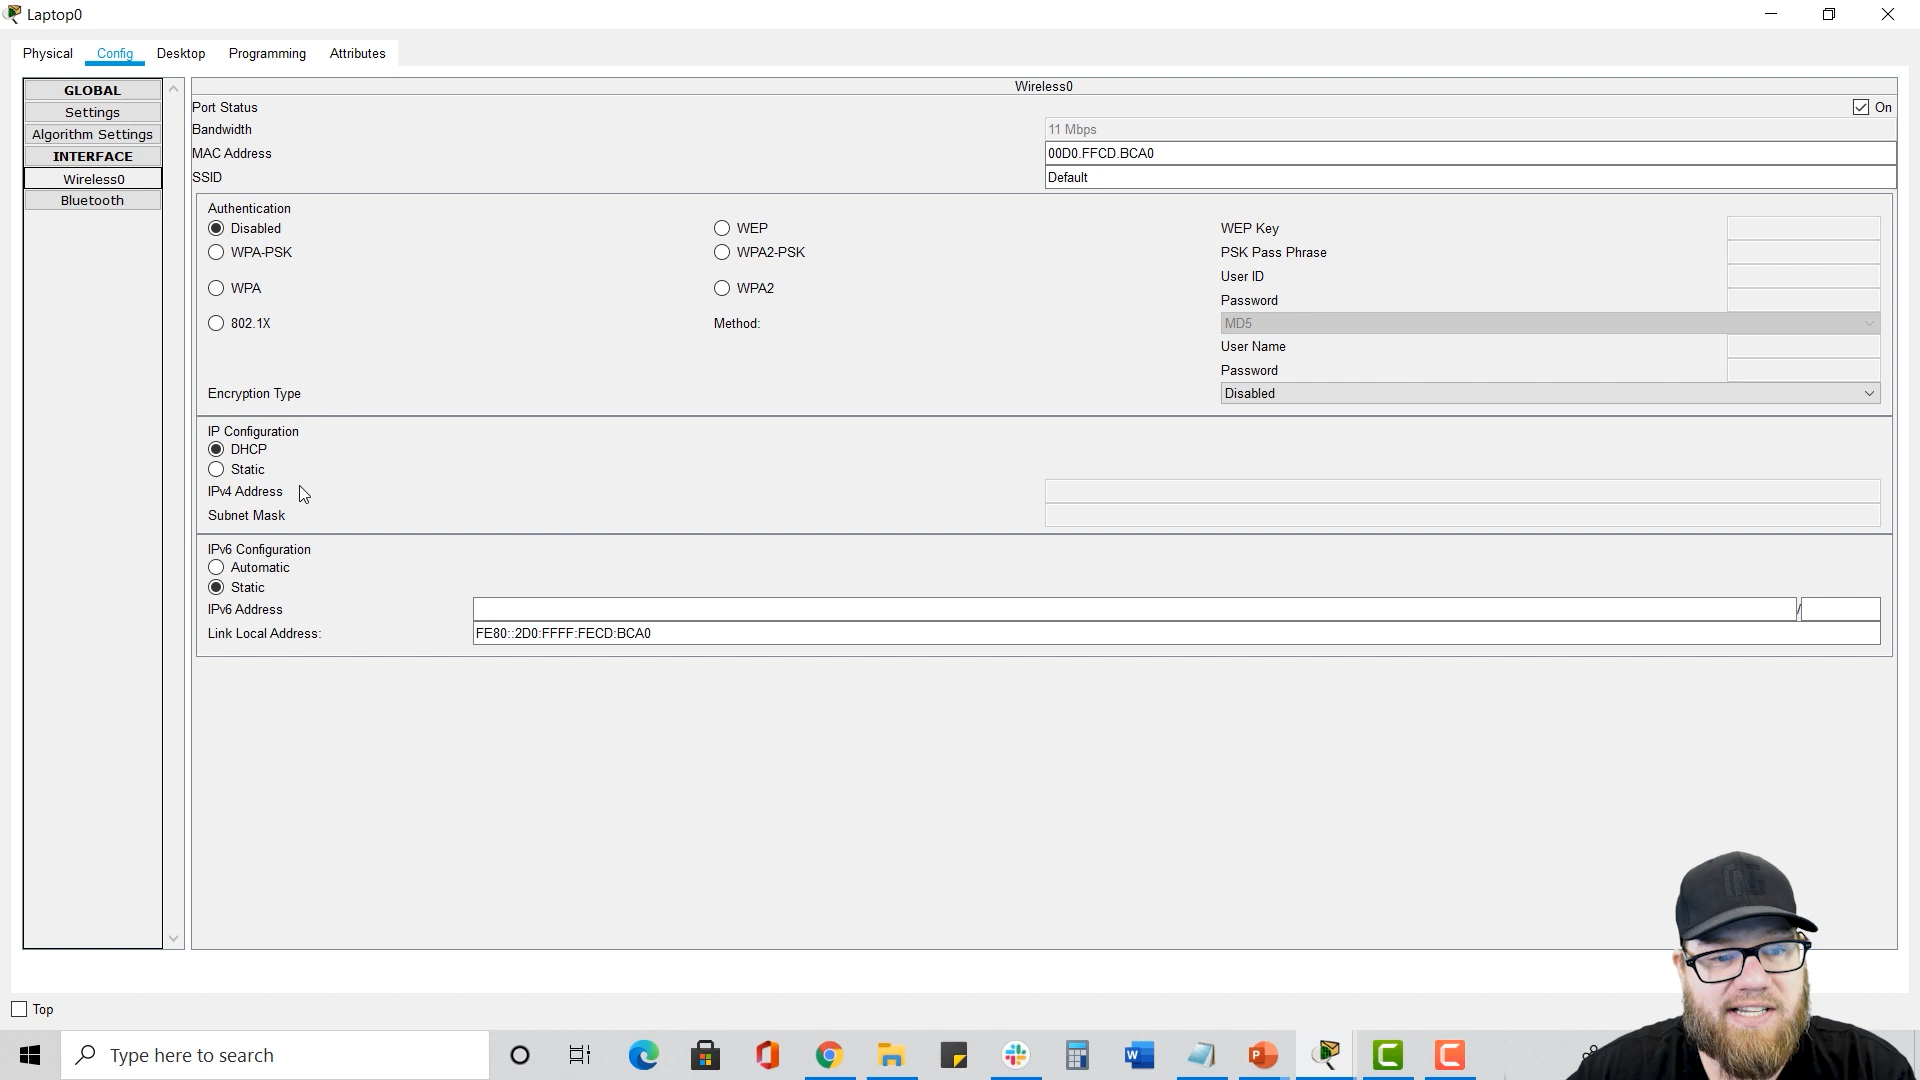 Laptop0
Physical Config Desktop Programming Attributes
GLOBAL
Settings
Algorithm Settings
INTERFACE
Wireless0
Bluetooth
Wireless0
Port Status On
Bandwidth 11 Mbps
MAC Address 00D0.FFCD.BCA0
SSID Default
Authentication
Disabled WEP WEP Key
WPA-PSK WPA2-PSK PSK Pass Phrase
User ID
WPA WPA2 Password
802.1X Method: MD5
User Name
Password
Encryption Type Disabled
IP Configuration
DHCP
Static
IPv4 Address
Subnet Mask
IPv6 Configuration
Automatic
Static
IPv6 Address /
Link Local Address: FE80::2D0:FFFF:FECD:BCA0
Top
Type here to search